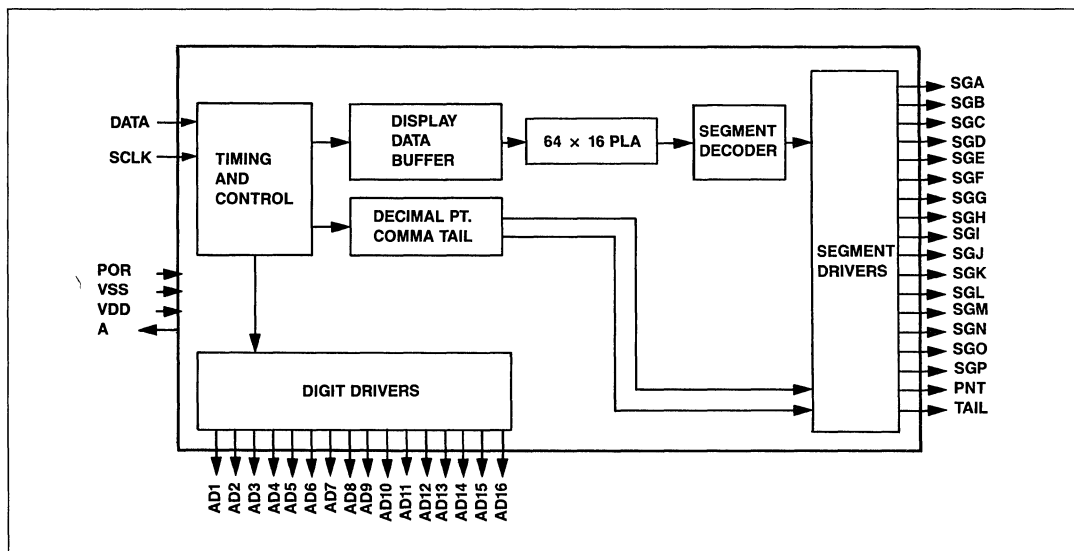 DATA
SCLK
TIMING
AND
CONTROL
DISPLAY
DATA
BUFFER
64 × 16 PLA
SEGMENT
DECODER
DECIMAL PT.
COMMA TAIL
SEGMENT
DRIVERS
POR
VSS
VDD
A
DIGIT DRIVERS
AD1
AD2
AD3
AD4
AD5
AD6
AD7
AD8
AD9
AD10
AD11
AD12
AD13
AD14
AD15
AD16
SGA
SGB
SGC
SGD
SGE
SGF
SGG
SGH
SGI
SGJ
SGK
SGL
SGM
SGN
SGO
SGP
PNT
TAIL